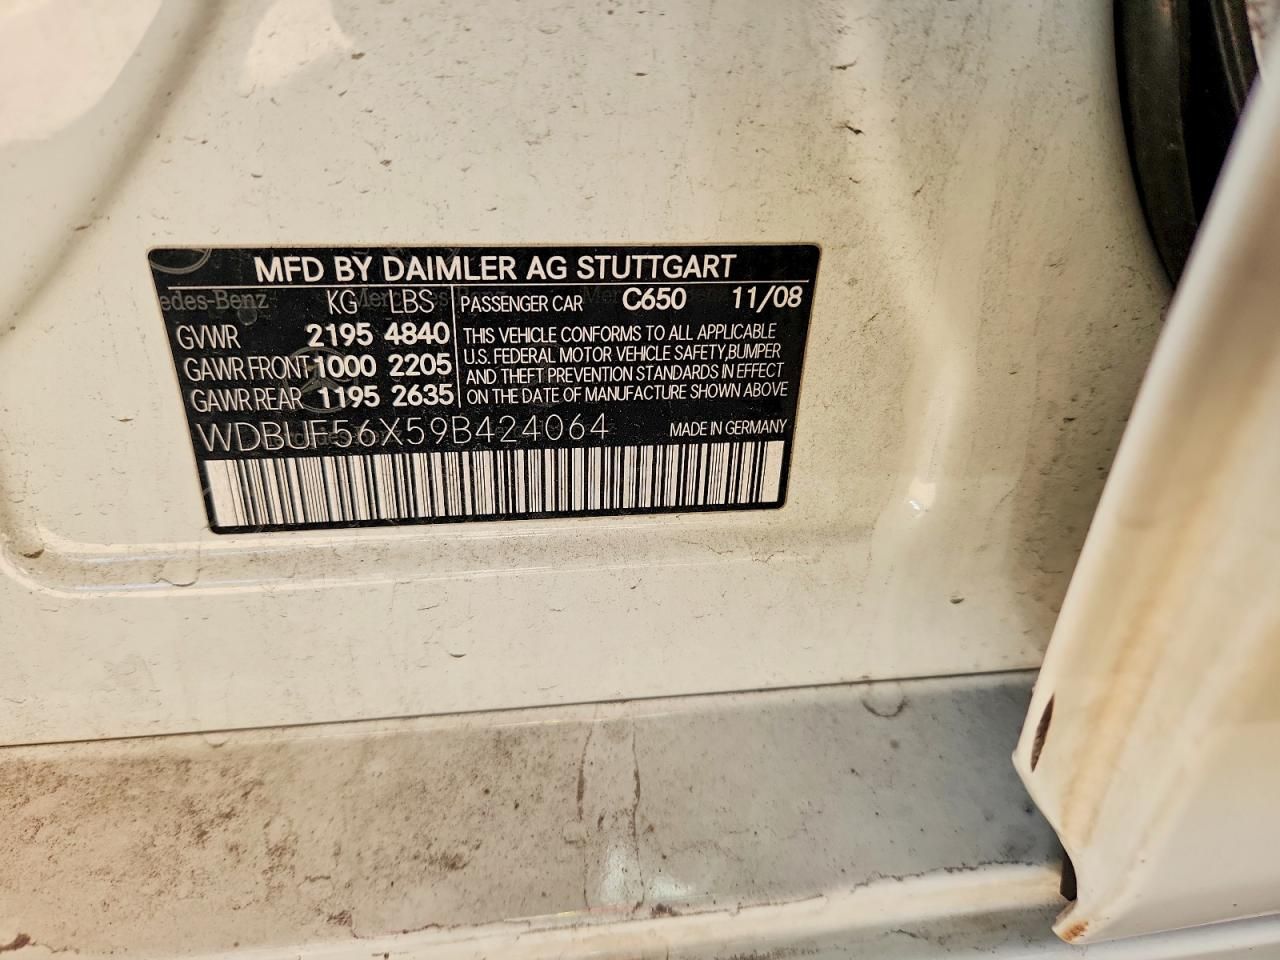 MFD BY DAIMLER AG STUTTGART
edes-Benz KG LBS PASSENGER CAR C650 11/08
GVWR 2195 4840
GAWR FRONT 1000 2205
GAWR REAR 1195 2635
THIS VEHICLE CONFORMS TO ALL APPLICABLE
U.S. FEDERAL MOTOR VEHICLE SAFETY,BUMPER
AND THEFT PREVENTION STANDARDS IN EFFECT
ON THE DATE OF MANUFACTURE SHOWN ABOVE
WDBUF56X59B424064 MADE IN GERMANY